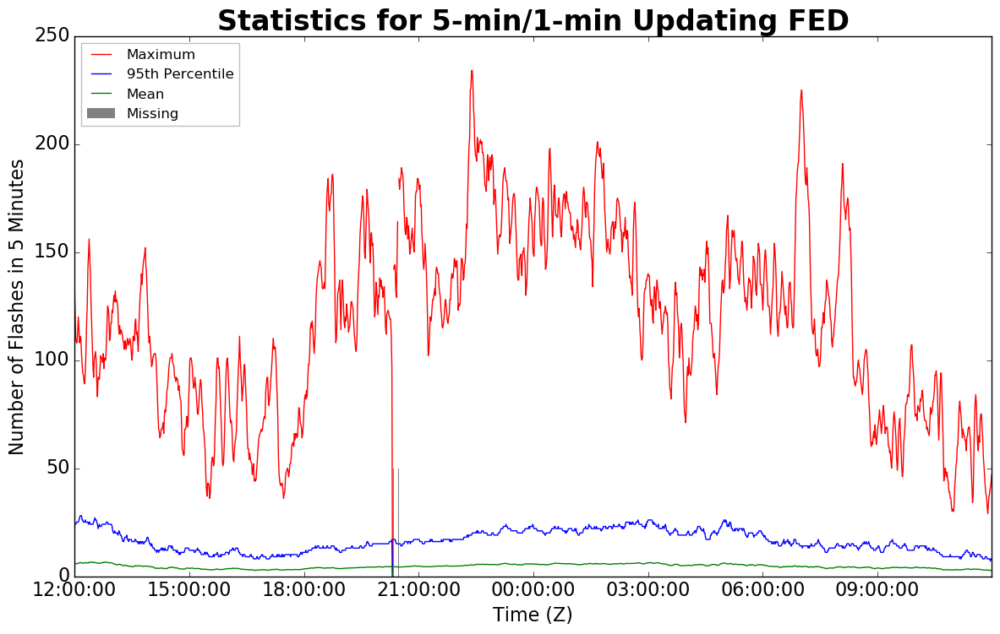 Statistics for 5-min/1-min Updating FED
250
200
150
100
50
0
Number of Flashes in 5 Minutes
Maximum
95th Percentile
Mean
Missing
12:00:00 15:00:00 18:00:00 21:00:00 00:00:00 03:00:00 06:00:00 09:00:00
Time (Z)